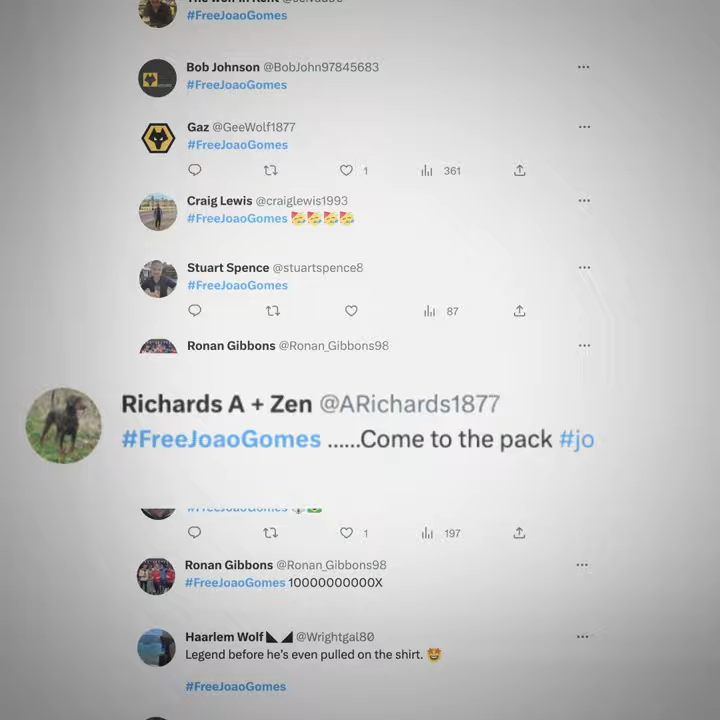 #FreeJoaoGomes
Bob Johnson @BobJohn97845683
#FreeJoaoGomes
Gaz @GeeWolf1877
#FreeJoaoGomes
1 361
Craig Lewis @craiglewis1993
#FreeJoaoGomes 🥳🥳🥳🥳
Stuart Spence @stuartspence8
#FreeJoaoGomes
87
Ronan Gibbons @Ronan_Gibbons98
Richards A + Zen @ARichards1877
#FreeJoaoGomes ......Come to the pack #jo
1 197
Ronan Gibbons @Ronan_Gibbons98
#FreeJoaoGomes 10000000000X
Haarlem Wolf ◣ ◢ @Wrightgal80
Legend before he's even pulled on the shirt. 🤩
#FreeJoaoGomes